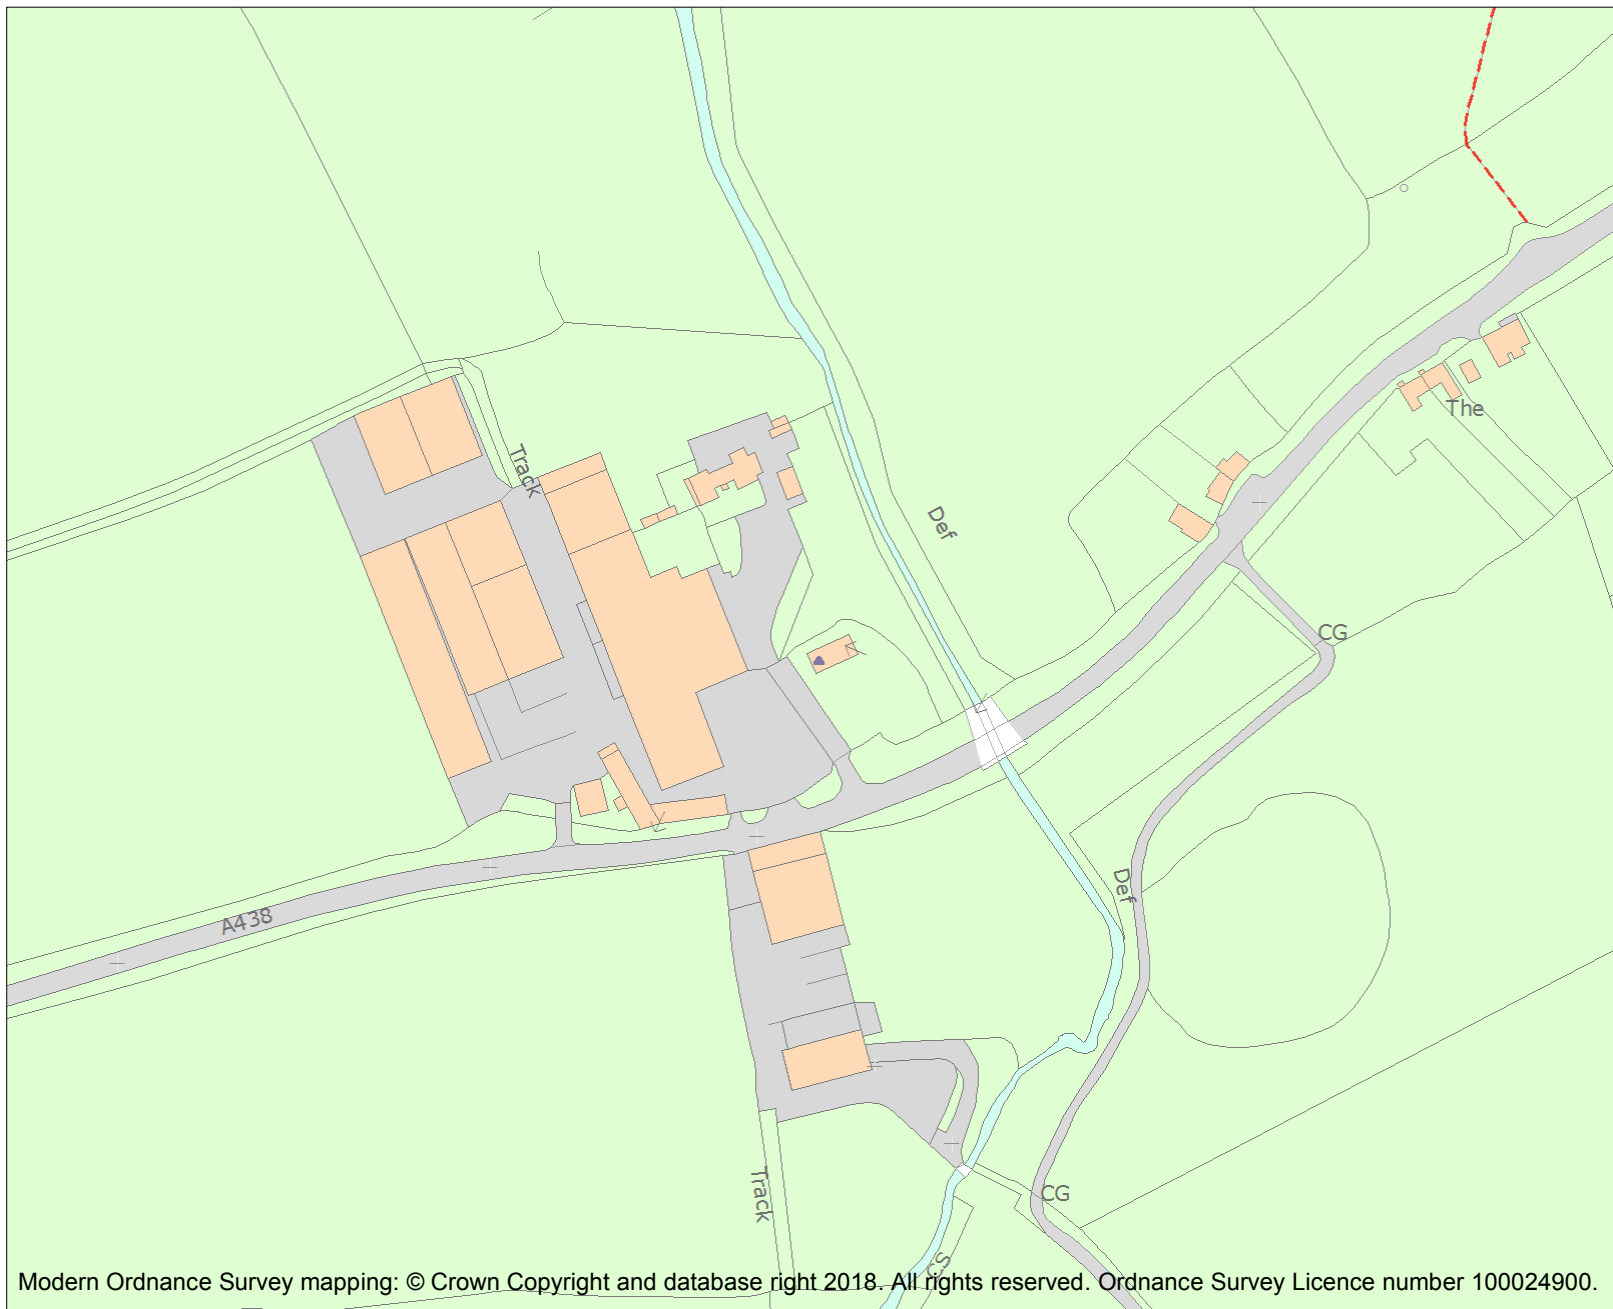 The
Track
Def
CG
Def
A438
Track
CG
CS
Modern Ordnance Survey mapping: © Crown Copyright and database right 2018. All rights reserved. Ordnance Survey Licence number 100024900.